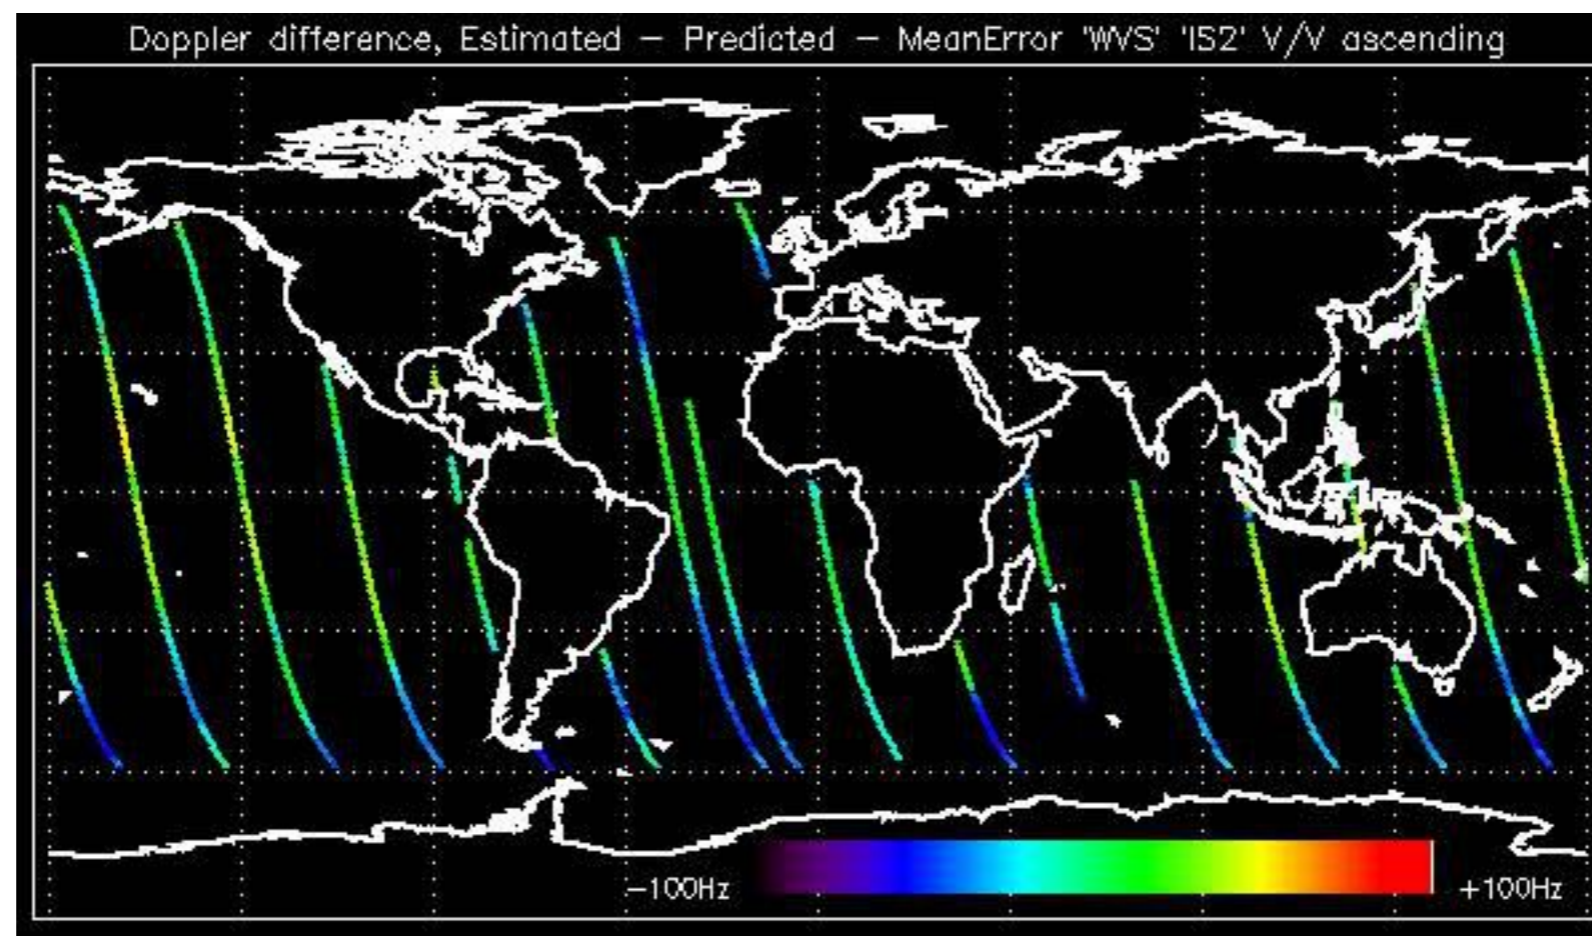 Doppler difference, Estimated – Predicted – MeanError 'WVS' 'IS2' V/V ascending
–100Hz +100Hz